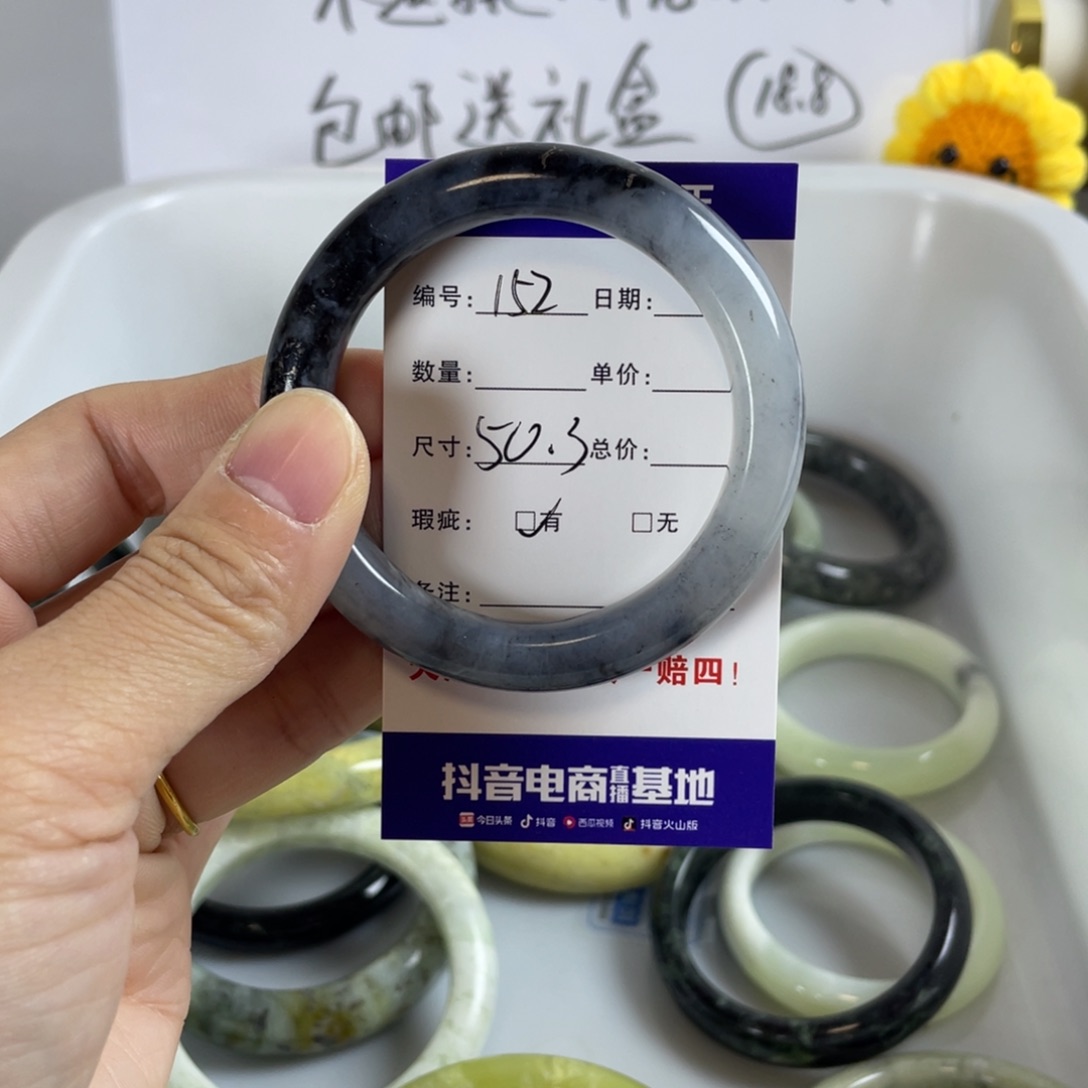 包邮送礼盒 18.8
编号: 152 日期:
数量: 单价:
尺寸: 50.3 总价:
瑕疵: □有 □无
备注:
一赔四!
抖音电商直播基地
今日头条 抖音 西瓜视频 抖音火山版